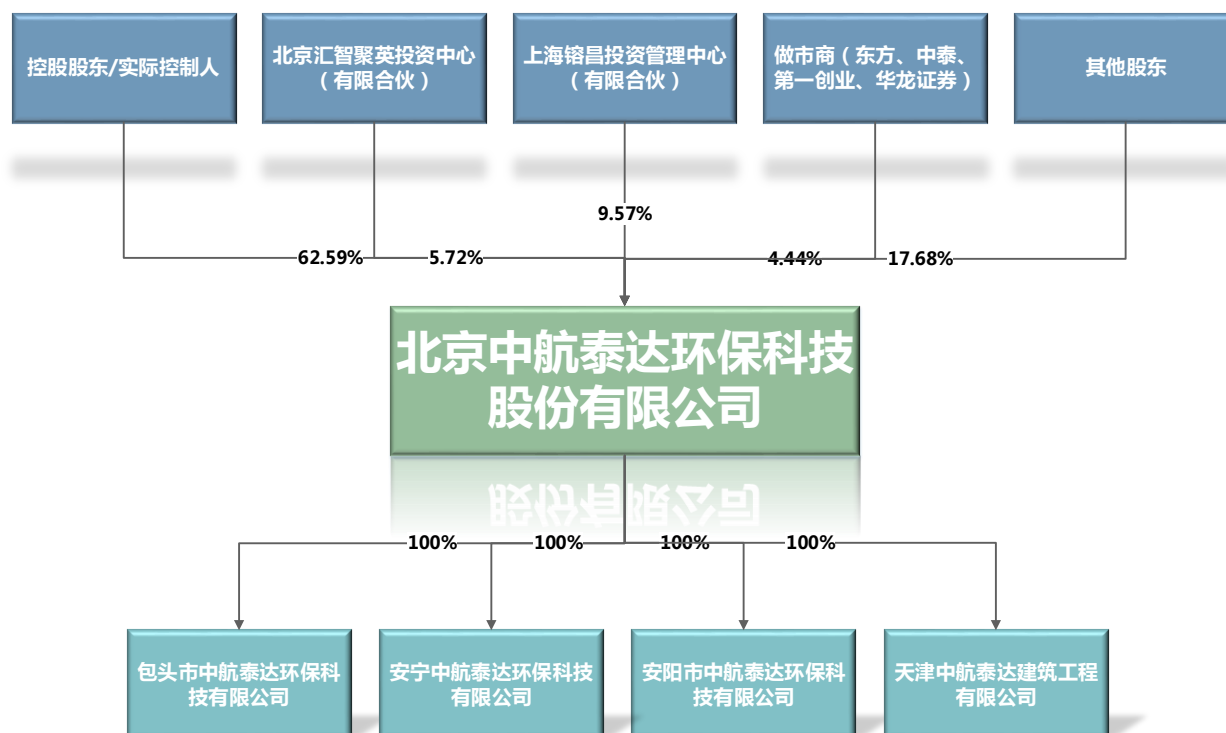 控股股东/实际控制人
北京汇智聚英投资中心
（有限合伙）
上海镕昌投资管理中心
（有限合伙）
做市商（东方、中泰、
第一创业、华龙证券）
其他股东
9.57%
62.59%
5.72%
4.44%
17.68%
北京中航泰达环保科技
股份有限公司
100%
100%
100%
100%
包头市中航泰达环保科
技有限公司
安宁中航泰达环保科技
有限公司
安阳市中航泰达环保科
技有限公司
天津中航泰达建筑工程
有限公司